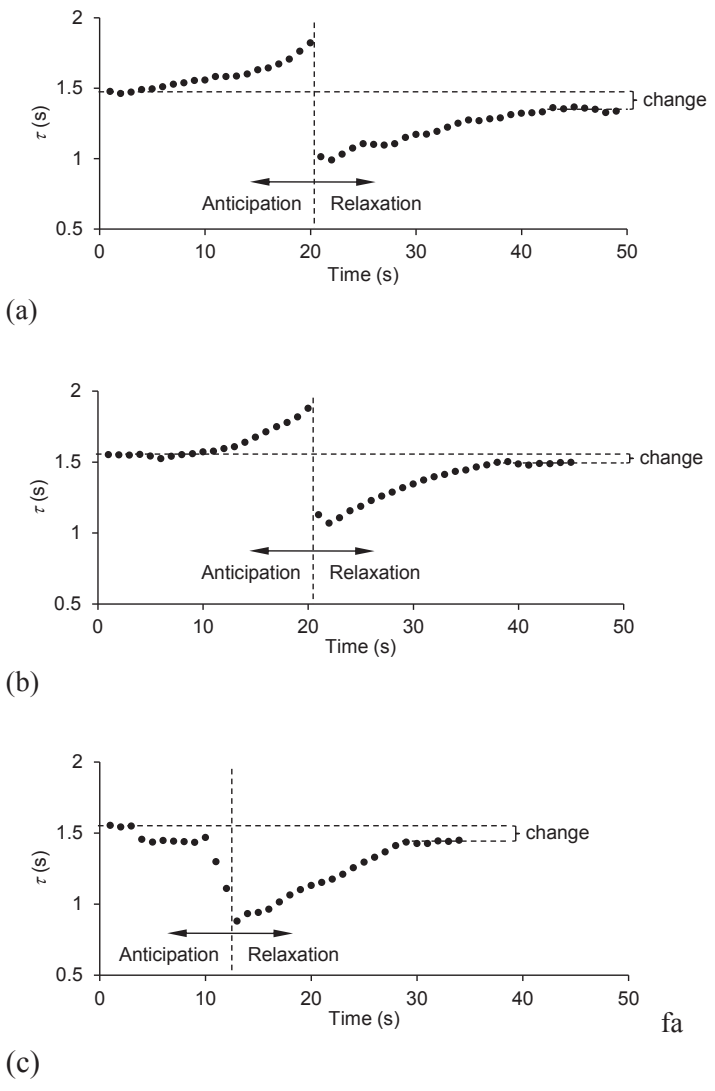 2
1.5
change
τ (s)
1
Anticipation Relaxation
0.5
0 10 20 30 40 50
Time (s)
(a)
2
1.5
change
τ (s)
1
Anticipation Relaxation
0.5
0 10 20 30 40 50
Time (s)
(b)
2
1.5
change
τ (s)
1
Anticipation Relaxation
0.5
0 10 20 30 40 50
Time (s)
fa
(c)